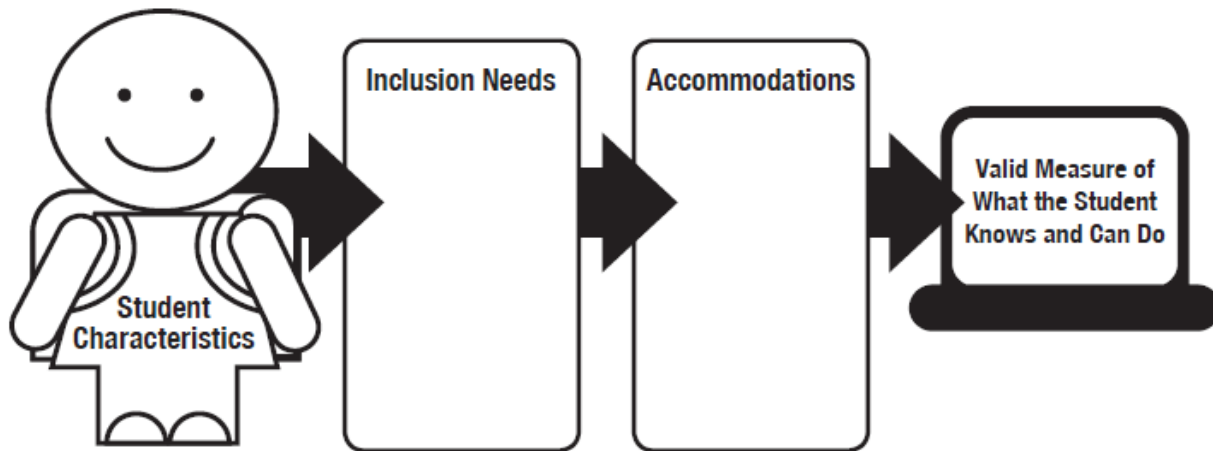 Student
Characteristics
Inclusion Needs
Accommodations
Valid Measure of
What the Student
Knows and Can Do